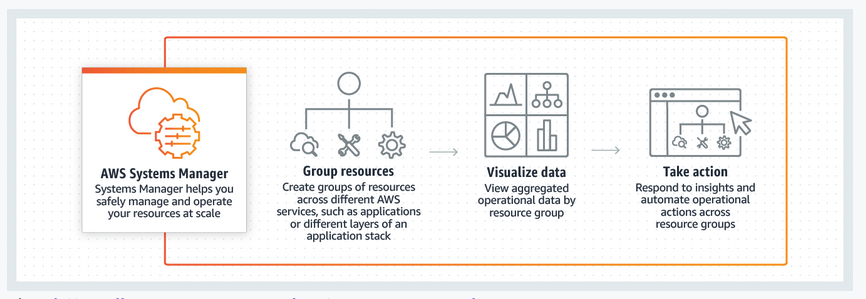 AWS Systems Manager
Systems Manager helps you
safely manage and operate
your resources at scale
Group resources
Create groups of resources
across different AWS
services, such as applications
or different layers of an
application stack
Visualize data
View aggregated
operational data by
resource group
Take action
Respond to insights and
automate operational
actions across
resource groups